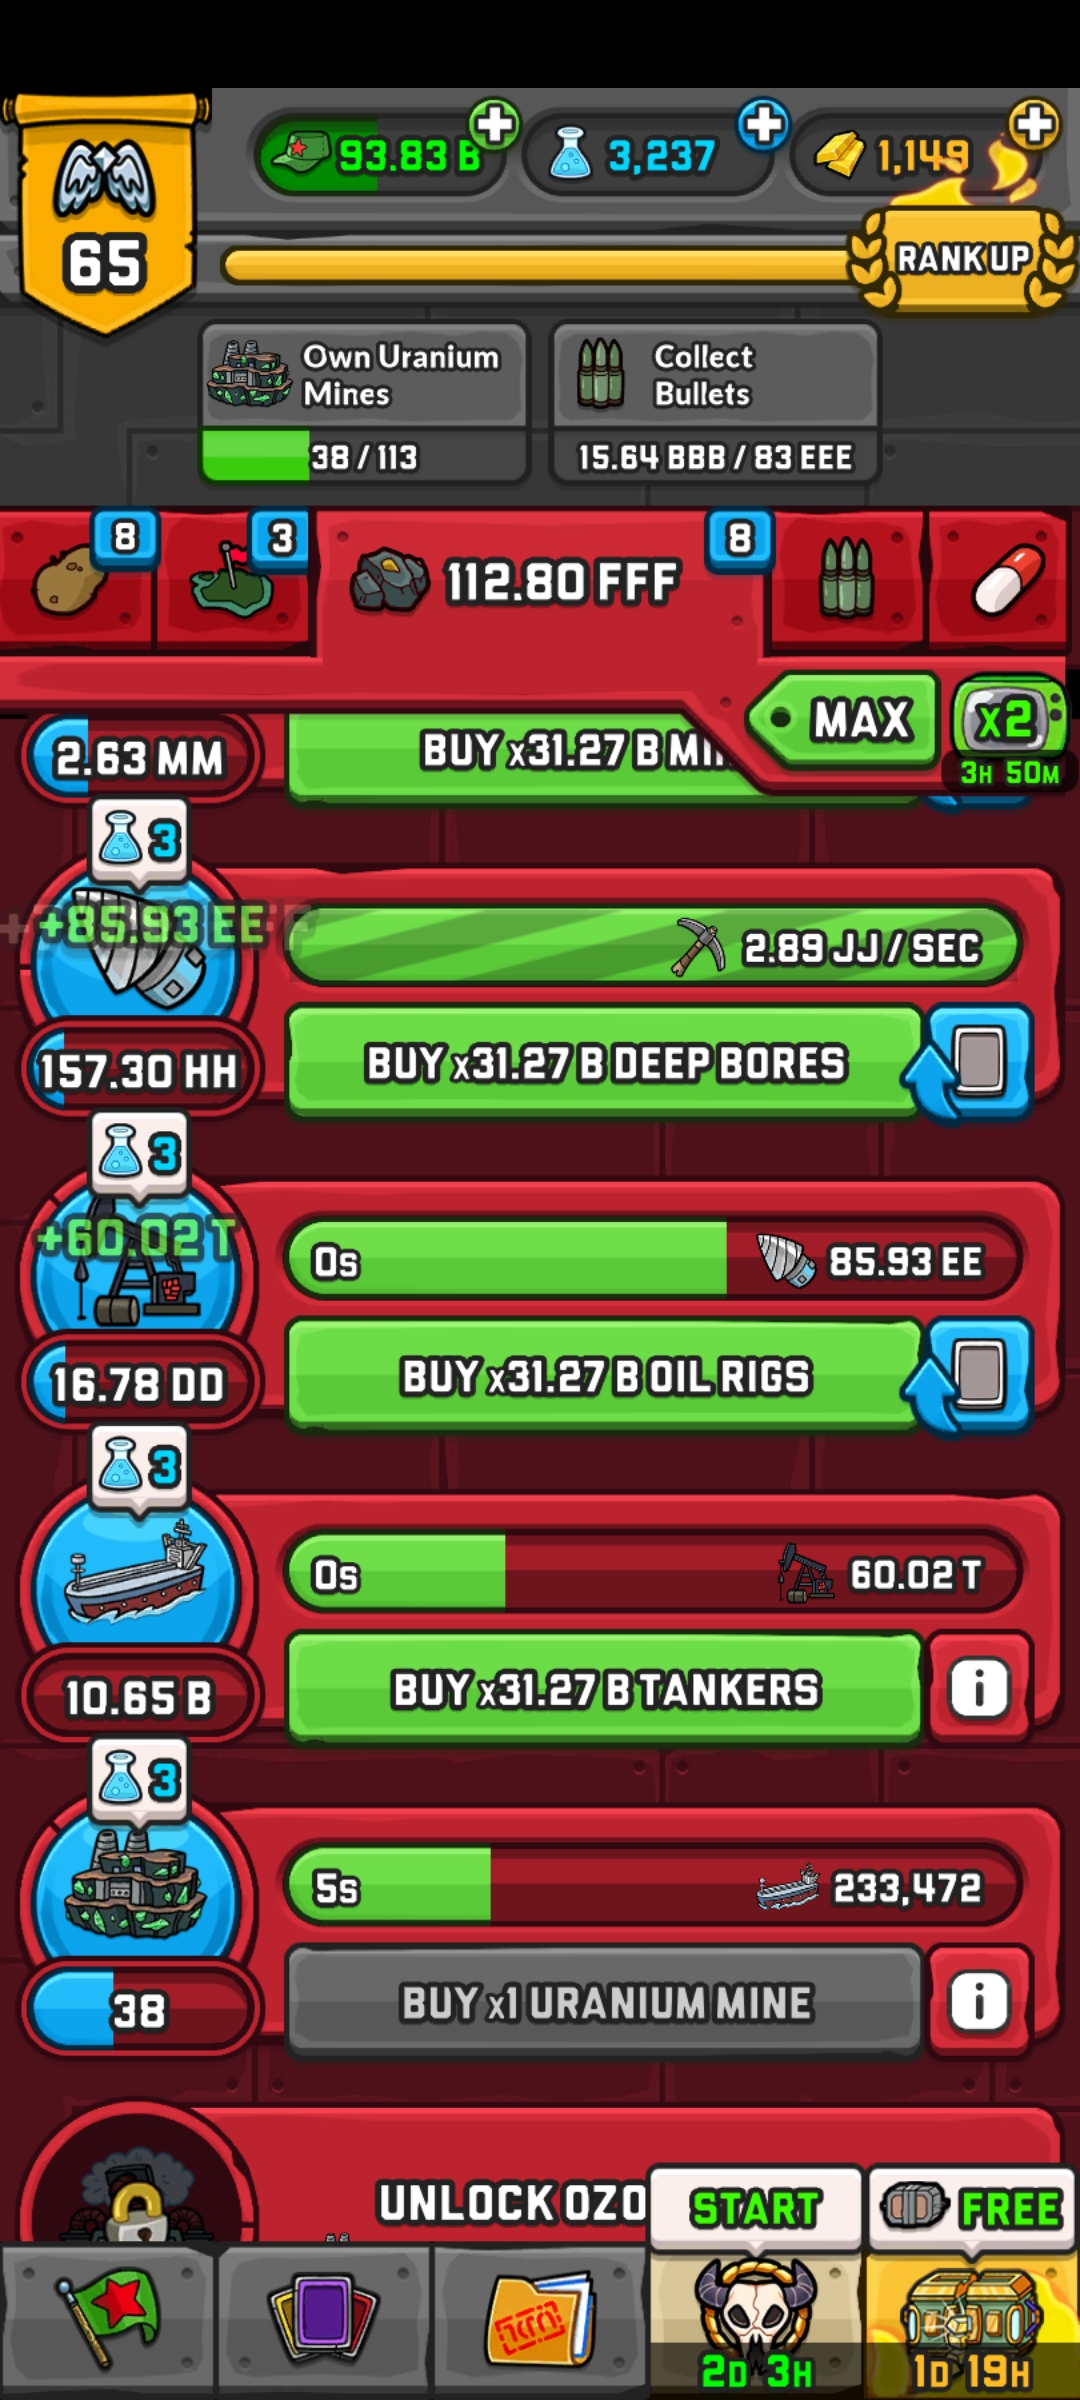 93.83 B
3,237
1,149
65
RANK UP
Own Uranium
Mines
38 / 113
Collect
Bullets
15.64 BBB / 83 EEE
8
3
112.80 FFF
8
MAX
x2
3H 50M
2.63 MM
BUY x31.27 B MI
3
+85.93 EE
2.89 JJ / SEC
157.30 HH
BUY x31.27 B DEEP BORES
3
+60.02 T
0s
85.93 EE
16.78 DD
BUY x31.27 B OIL RIGS
3
0s
60.02 T
10.65 B
BUY x31.27 B TANKERS
i
3
5s
233,472
38
BUY x1 URANIUM MINE
i
UNLOCK OZO
START
FREE
2D 3H
1D 19H